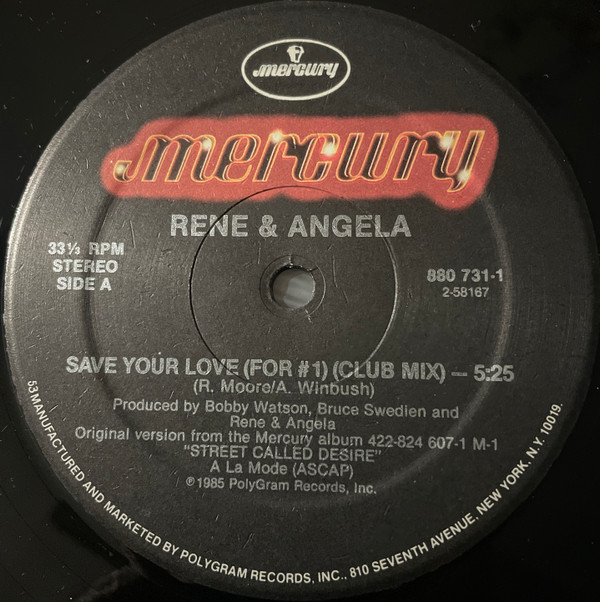 mercury
mercury
RENE & ANGELA
33⅓ RPM
STEREO
SIDE A
880 731-1
2-58167
SAVE YOUR LOVE (FOR #1) (CLUB MIX) — 5:25
(R. Moore/A. Winbush)
Produced by Bobby Watson, Bruce Swedien and
Rene & Angela
Original version from the Mercury album 422-824 607-1 M-1
"STREET CALLED DESIRE"
A La Mode (ASCAP)
℗ 1985 PolyGram Records, Inc.
53 MANUFACTURED AND MARKETED BY POLYGRAM RECORDS, INC., 810 SEVENTH AVENUE, NEW YORK, N.Y. 10019.